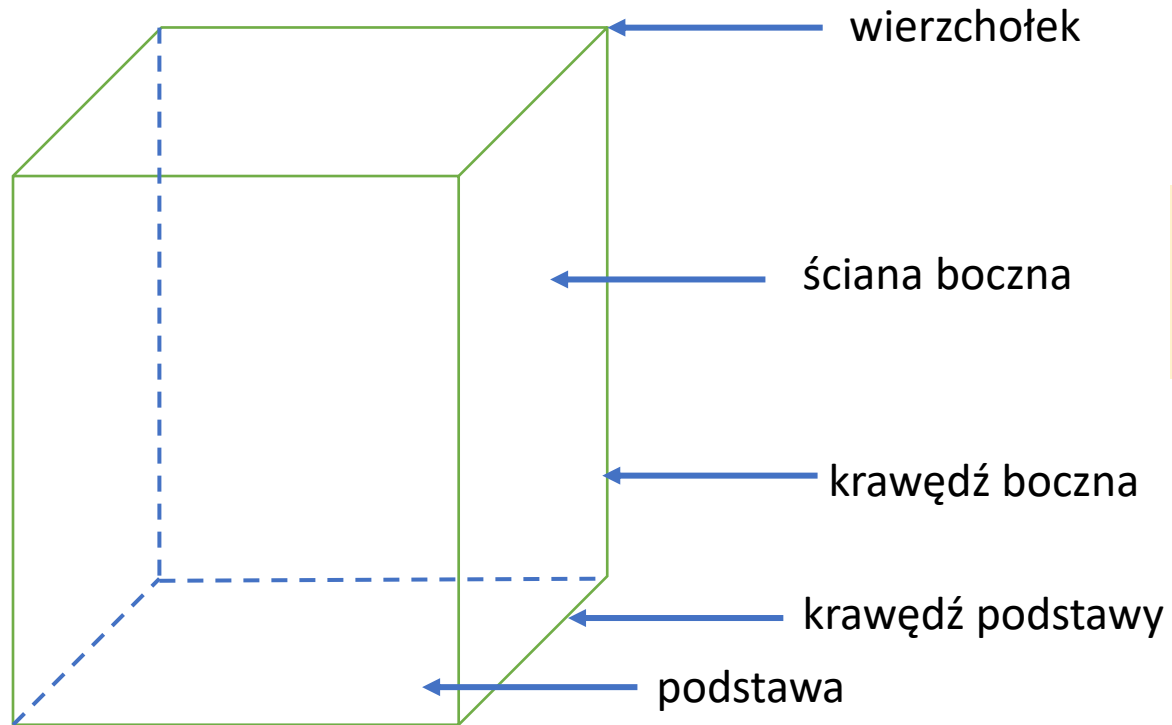 wierzchołek
ściana boczna
krawędź boczna
krawędź podstawy
podstawa